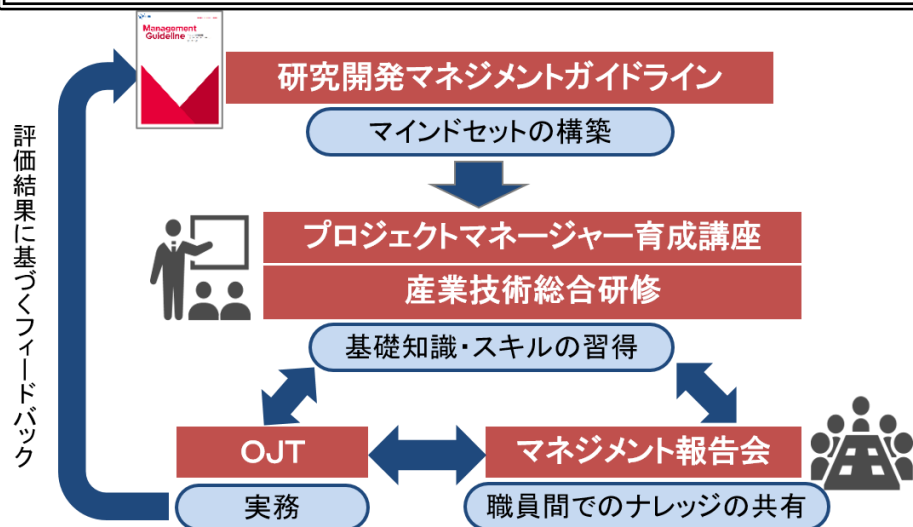 Management
Guideline
研究開発マネジメントガイドライン
マインドセットの構築
プロジェクトマネージャー育成講座
産業技術総合研修
基礎知識・スキルの習得
評価結果に基づくフィードバック
OJT
マネジメント報告会
実務
職員間でのナレッジの共有